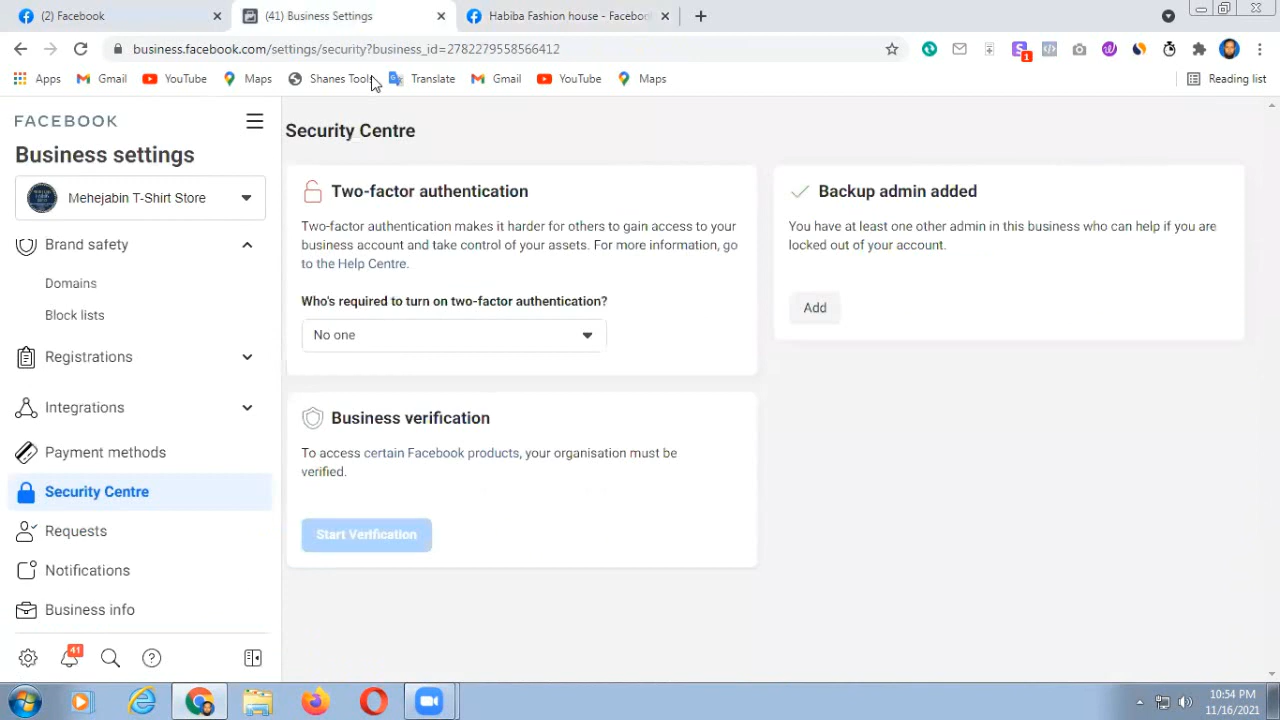 (2) Facebook
(41) Business Settings
Habiba Fashion house - Faceboo
business.facebook.com/settings/security?business_id=2782279558566412
1
Apps
Gmail
YouTube
Maps
Shanes Tools
Translate
Gmail
YouTube
Maps
Reading list
FACEBOOK
Business settings
Mehejabin T-Shirt Store
Brand safety
Domains
Block lists
Registrations
Integrations
Payment methods
Security Centre
Requests
Notifications
Business info
41
Security Centre
Two-factor authentication
Two-factor authentication makes it harder for others to gain access to your
business account and take control of your assets. For more information, go
to the Help Centre.
Who's required to turn on two-factor authentication?
No one
Backup admin added
You have at least one other admin in this business who can help if you are
locked out of your account.
Add
Business verification
To access certain Facebook products, your organisation must be
verified.
Start Verification
10:54 PM
11/16/2021